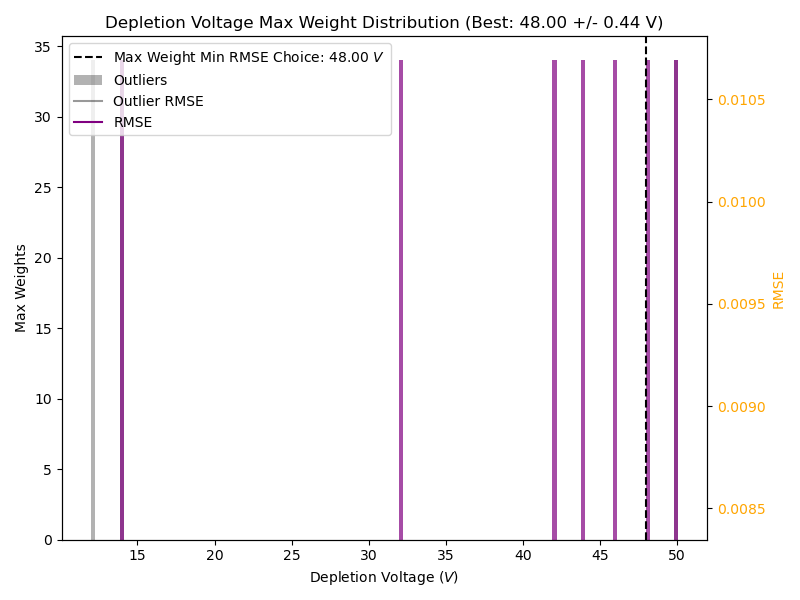 Depletion Voltage Max Weight Distribution (Best: 48.00 +/- 0.44 V)
Max Weight Min RMSE Choice: 48.00 V
Outliers
Outlier RMSE
RMSE
35
30
25
20
15
10
5
0
Max Weights
0.0105
0.0100
0.0095
0.0090
0.0085
RMSE
15 20 25 30 35 40 45 50
Depletion Voltage (V)